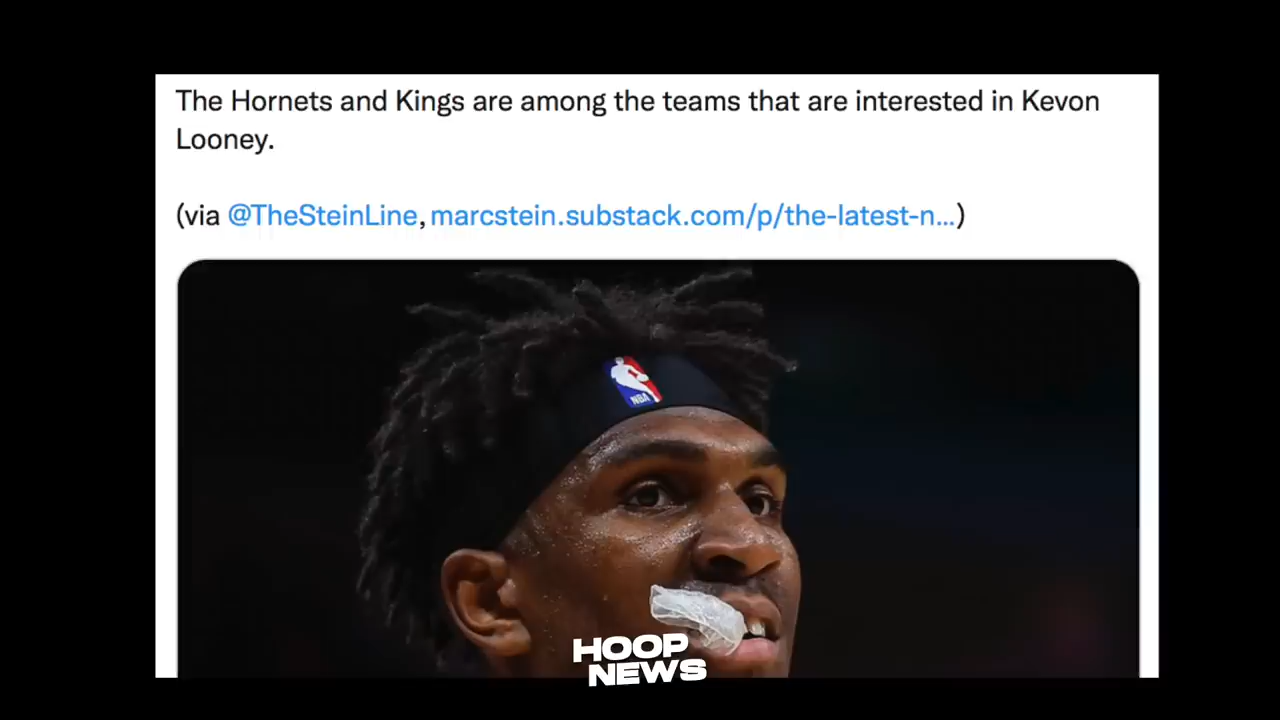 The Hornets and Kings are among the teams that are interested in Kevon
Looney.
(via @TheSteinLine, marcstein.substack.com/p/the-latest-n...)
NBA
HOOP
NEWS